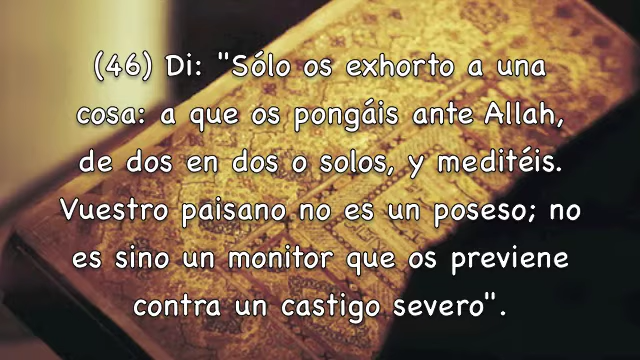 (46) Di: "Sólo os exhorto a una
cosa: a que os pongáis ante Allah,
de dos en dos o solos, y meditéis.
Vuestro paisano no es un poseso; no
es sino un monitor que os previene
contra un castigo severo".